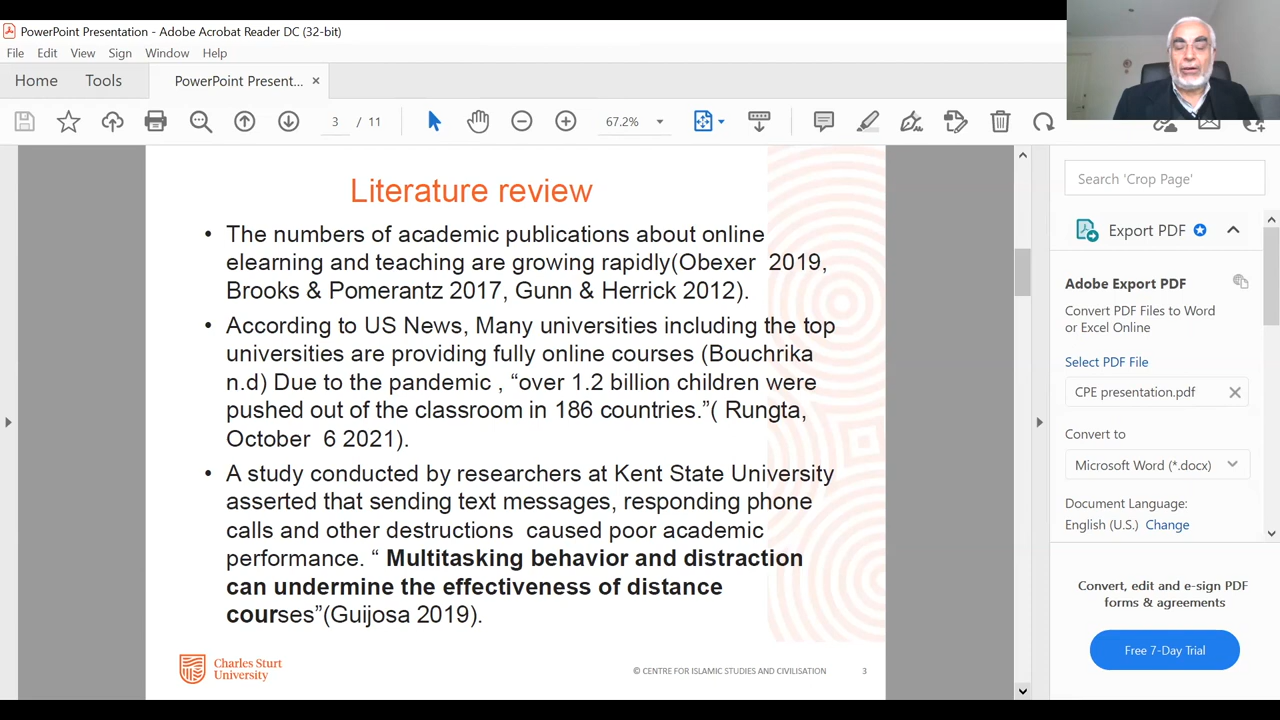 PowerPoint Presentation - Adobe Acrobat Reader DC (32-bit)
File Edit View Sign Window Help
Home Tools PowerPoint Present... ×
3 / 11 67.2%
Literature review
• The numbers of academic publications about online
elearning and teaching are growing rapidly(Obexer 2019,
Brooks & Pomerantz 2017, Gunn & Herrick 2012).
• According to US News, Many universities including the top
universities are providing fully online courses (Bouchrika
n.d) Due to the pandemic , “over 1.2 billion children were
pushed out of the classroom in 186 countries.”( Rungta,
October 6 2021).
• A study conducted by researchers at Kent State University
asserted that sending text messages, responding phone
calls and other destructions caused poor academic
performance. “ Multitasking behavior and distraction
can undermine the effectiveness of distance
courses”(Guijosa 2019).
Charles Sturt
University
© CENTRE FOR ISLAMIC STUDIES AND CIVILISATION 3
Search 'Crop Page'
Export PDF
Adobe Export PDF
Convert PDF Files to Word
or Excel Online
Select PDF File
CPE presentation.pdf
Convert to
Microsoft Word (*.docx)
Document Language:
English (U.S.) Change
Convert, edit and e-sign PDF
forms & agreements
Free 7-Day Trial